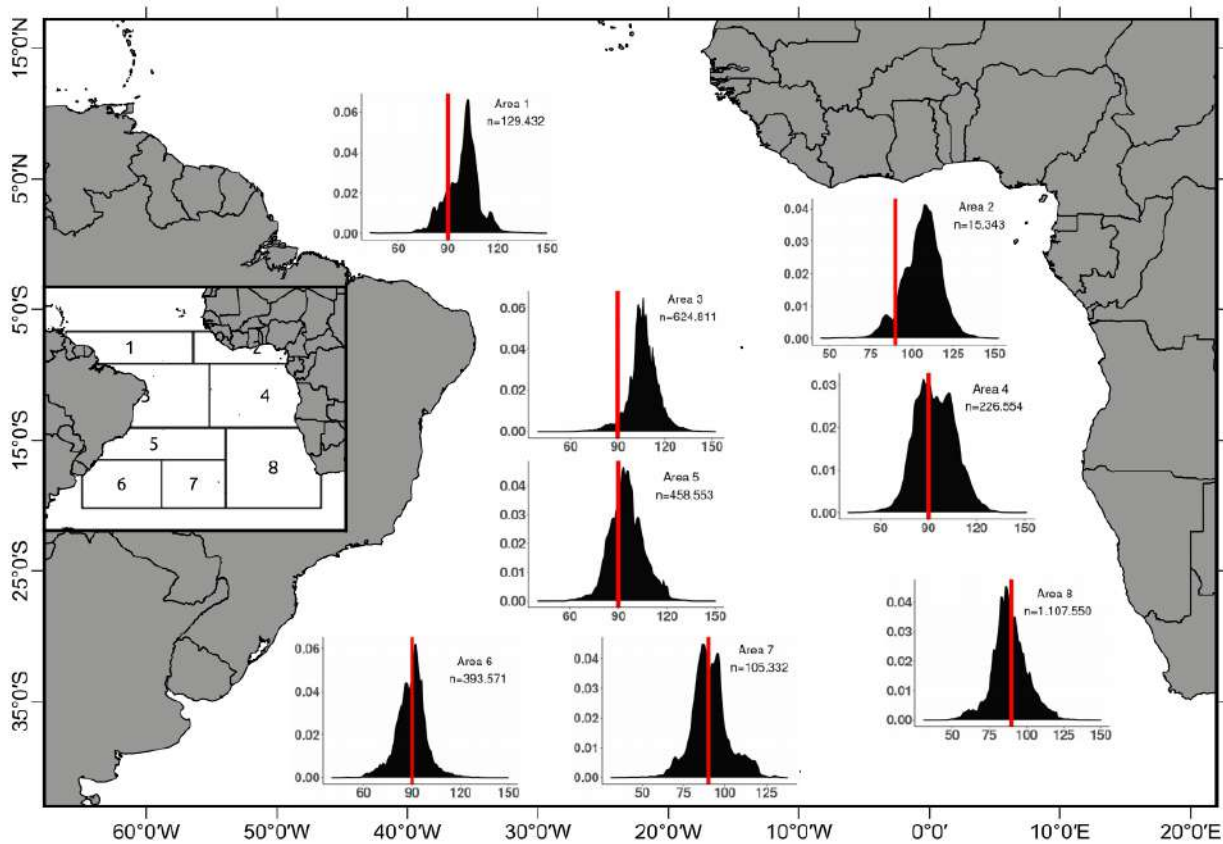 15°0'N
5°0'N
5°0'S
15°0'S
25°0'S
35°0'S
Area 1
n=129.432
0.06
0.04
0.02
0.00
60 90 120 150
Area 2
n=15.343
0.04
0.03
0.02
0.01
0.00
50 75 100 125 150
Area 3
n=624.811
0.06
0.04
0.02
0.00
60 90 120 150
1 2
3 4
5
6 7 8
Area 4
n=226.554
0.03
0.02
0.01
0.00
60 90 120 150
Area 5
n=458.553
0.04
0.03
0.02
0.01
0.00
60 90 120 150
Area 6
n=393.571
0.06
0.04
0.02
0.00
60 90 120 150
Area 7
n=105.332
0.04
0.03
0.02
0.01
0.00
50 75 100 125
Area 8
n=1.107.550
0.04
0.03
0.02
0.01
0.00
50 75 100 125 150
60°0'W 50°0'W 40°0'W 30°0'W 20°0'W 10°0'W 0°0' 10°0'E 20°0'E